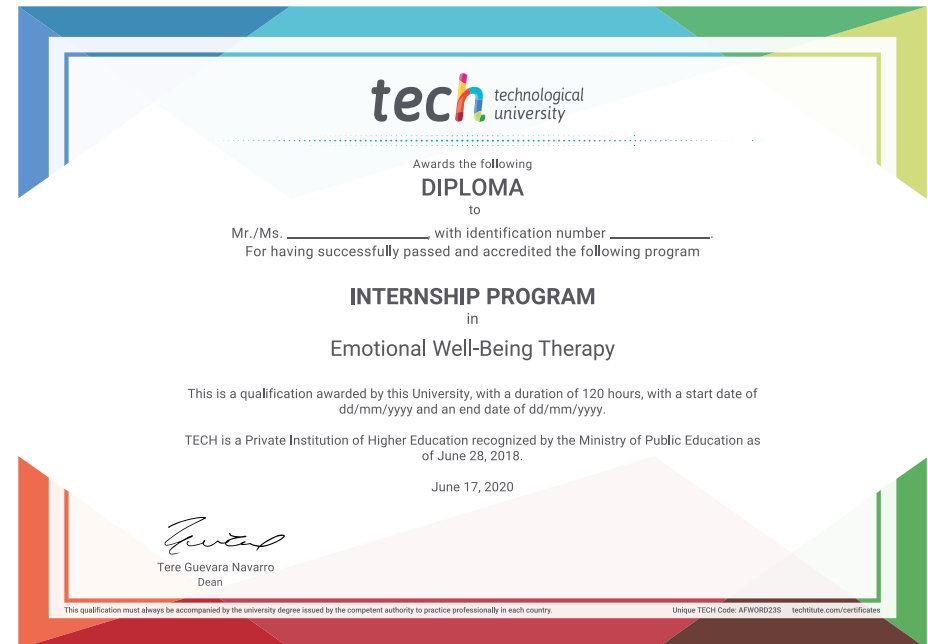 tech technological
university
Awards the following
DIPLOMA
to
Mr./Ms. ____________________, with identification number ______________.
For having successfully passed and accredited the following program
INTERNSHIP PROGRAM
in
Emotional Well-Being Therapy
This is a qualification awarded by this University, with a duration of 120 hours, with a start date of
dd/mm/yyyy and an end date of dd/mm/yyyy.
TECH is a Private Institution of Higher Education recognized by the Ministry of Public Education as
of June 28, 2018.
June 17, 2020
Tere Guevara Navarro
Dean
This qualification must always be accompanied by the university degree issued by the competent authority to practice professionally in each country. Unique TECH Code: AFWORD23S techtitute.com/certificates